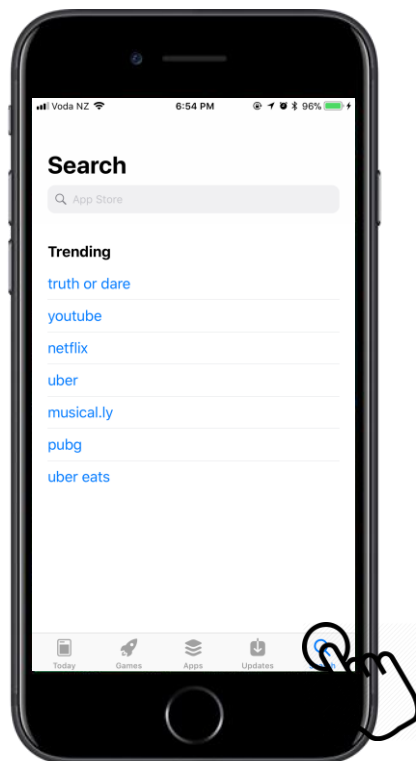 Voda NZ 6:54 PM 96%
Search
App Store
Trending
truth or dare
youtube
netflix
uber
musical.ly
pubg
uber eats
Today Games Apps Updates